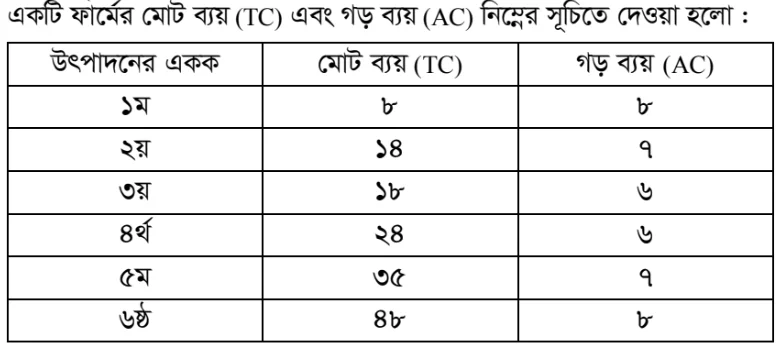 একটি ফার্মের মোট ব্যয় (TC) এবং গড় ব্যয় (AC) নিম্নের সূচিতে দেওয়া হলো :
উৎপাদনের একক মোট ব্যয় (TC) গড় ব্যয় (AC)
১ম ৮ ৮
২য় ১৪ ৭
৩য় ১৮ ৬
৪র্থ ২৪ ৬
৫ম ৩৫ ৭
৬ষ্ঠ ৪৮ ৮